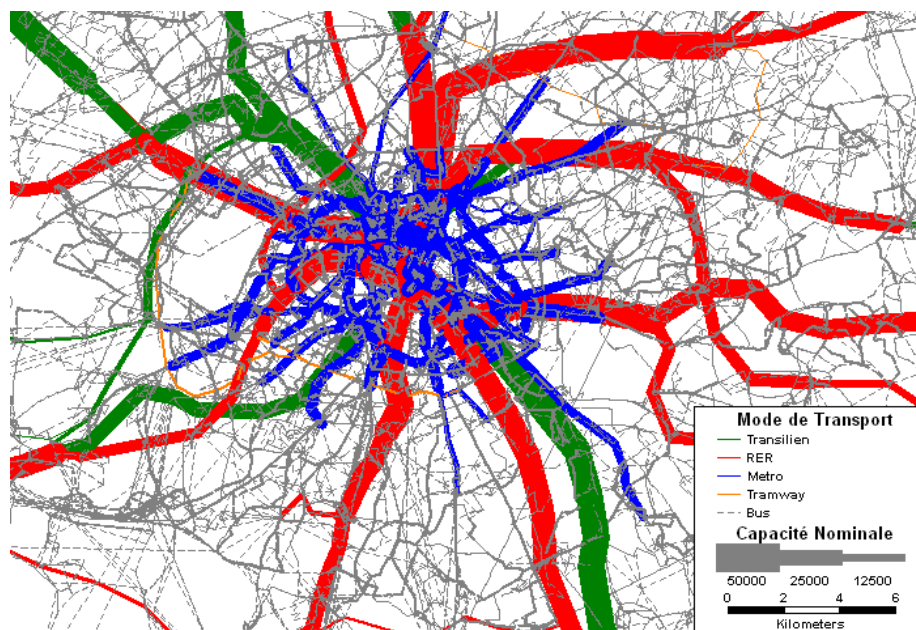 Mode de Transport
Transilien
RER
Metro
Tramway
Bus
Capacité Nominale
50000 25000 12500
0 2 4 6
Kilometers